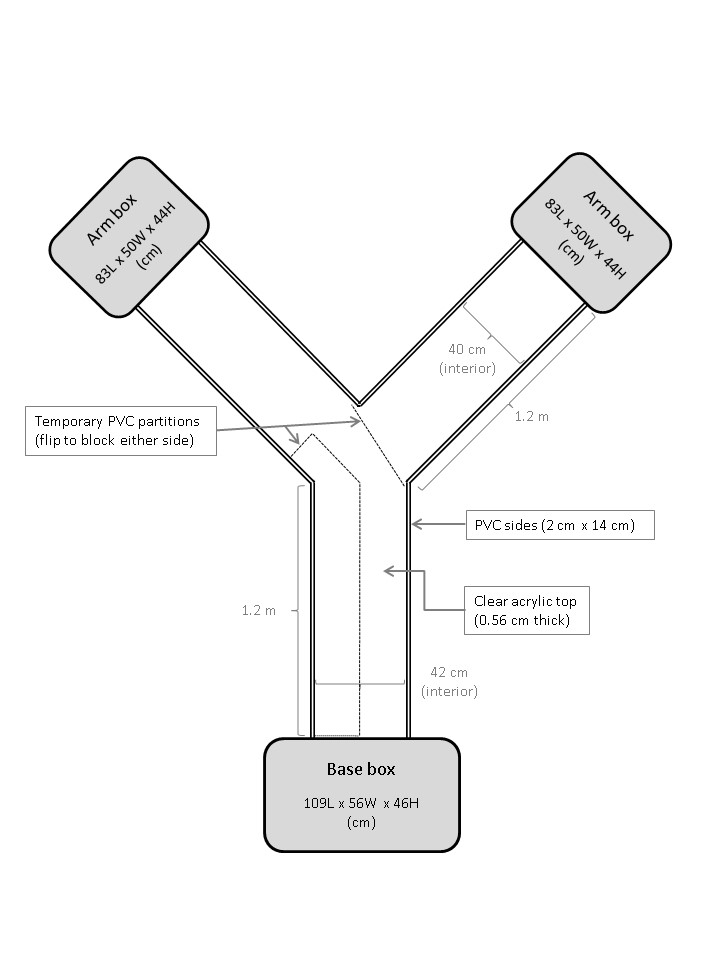 Arm box
83L x 50W x 44H
(cm)
Arm box
83L x 50W x 44H
(cm)
40 cm
(interior)
1.2 m
Temporary PVC partitions
(flip to block either side)
PVC sides (2 cm x 14 cm)
Clear acrylic top
(0.56 cm thick)
1.2 m
42 cm
(interior)
Base box
109L x 56W x 46H
(cm)